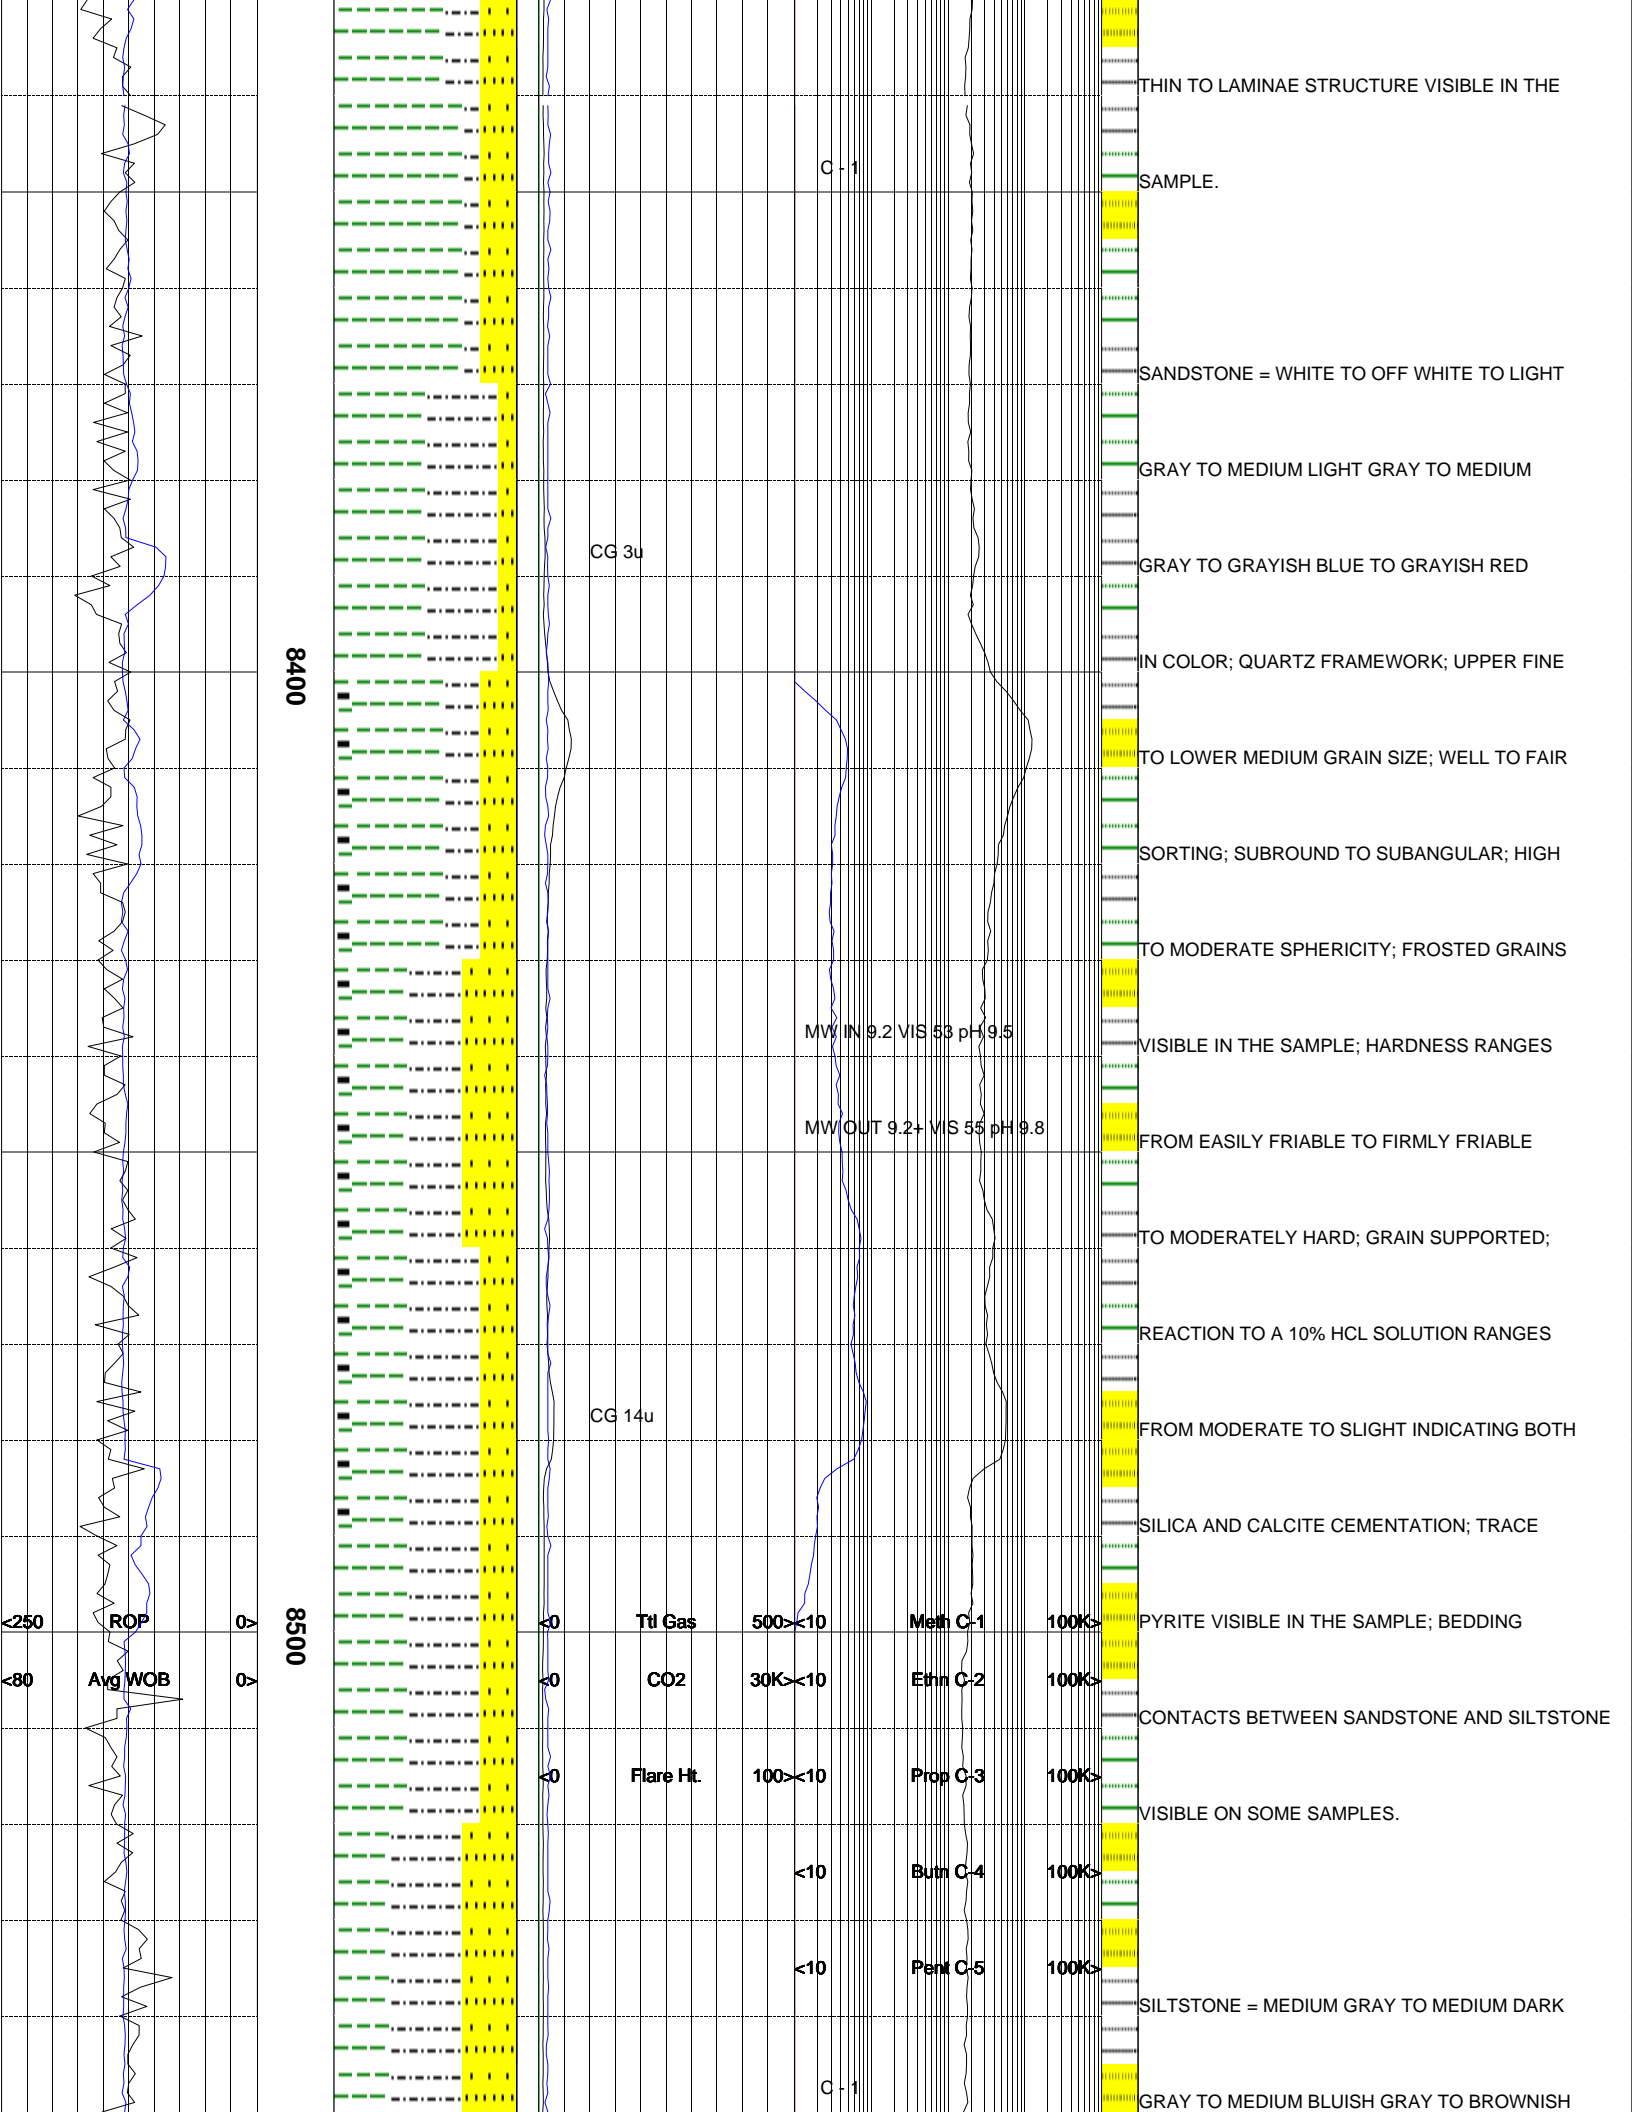 THIN TO LAMINAE STRUCTURE VISIBLE IN THE
C - 1
SAMPLE.
SANDSTONE = WHITE TO OFF WHITE TO LIGHT
GRAY TO MEDIUM LIGHT GRAY TO MEDIUM
CG 3u
GRAY TO GRAYISH BLUE TO GRAYISH RED
8400
IN COLOR; QUARTZ FRAMEWORK; UPPER FINE
TO LOWER MEDIUM GRAIN SIZE; WELL TO FAIR
SORTING; SUBROUND TO SUBANGULAR; HIGH
TO MODERATE SPHERICITY; FROSTED GRAINS
MW IN 9.2 VIS 53 pH 9.5
VISIBLE IN THE SAMPLE; HARDNESS RANGES
MW OUT 9.2+ VIS 55 pH 9.8
FROM EASILY FRIABLE TO FIRMLY FRIABLE
TO MODERATELY HARD; GRAIN SUPPORTED;
REACTION TO A 10% HCL SOLUTION RANGES
CG 14u
FROM MODERATE TO SLIGHT INDICATING BOTH
SILICA AND CALCITE CEMENTATION; TRACE
<250 ROP 0>
8500
<0 Ttl Gas 500>
<10 Meth C-1 100K>
PYRITE VISIBLE IN THE SAMPLE; BEDDING
<80 Avg WOB 0>
<0 CO2 30K>
<10 Ethn C-2 100K>
CONTACTS BETWEEN SANDSTONE AND SILTSTONE
<0 Flare Ht. 100>
<10 Prop C-3 100K>
VISIBLE ON SOME SAMPLES.
<10 Butn C-4 100K>
<10 Pent C-5 100K>
SILTSTONE = MEDIUM GRAY TO MEDIUM DARK
C - 1
GRAY TO MEDIUM BLUISH GRAY TO BROWNISH